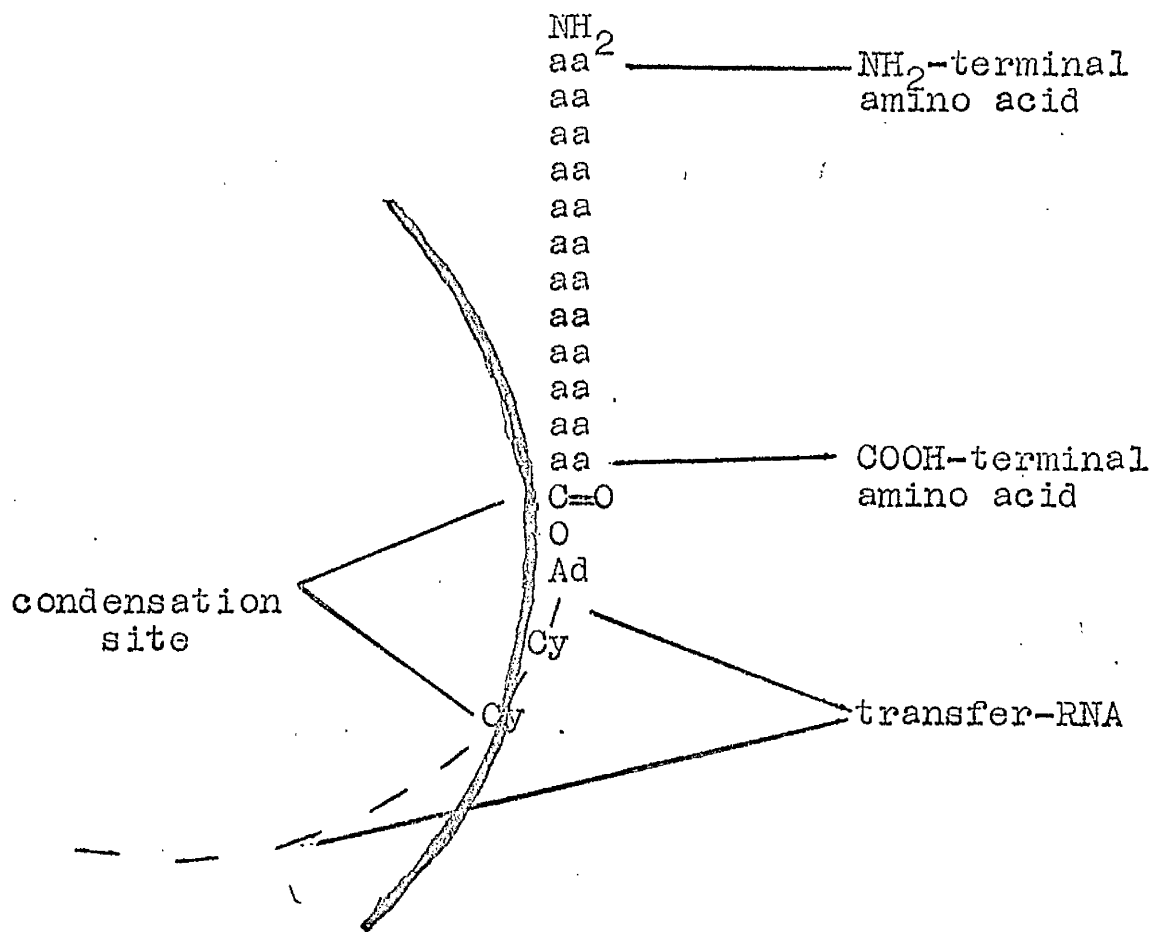 NH2
aa
NH2-terminal
amino acid
aa
aa
aa
aa
aa
aa
aa
aa
aa
aa
aa
COOH-terminal
amino acid
C=O
O
Ad
Cy
Cy
condensation
site
transfer-RNA